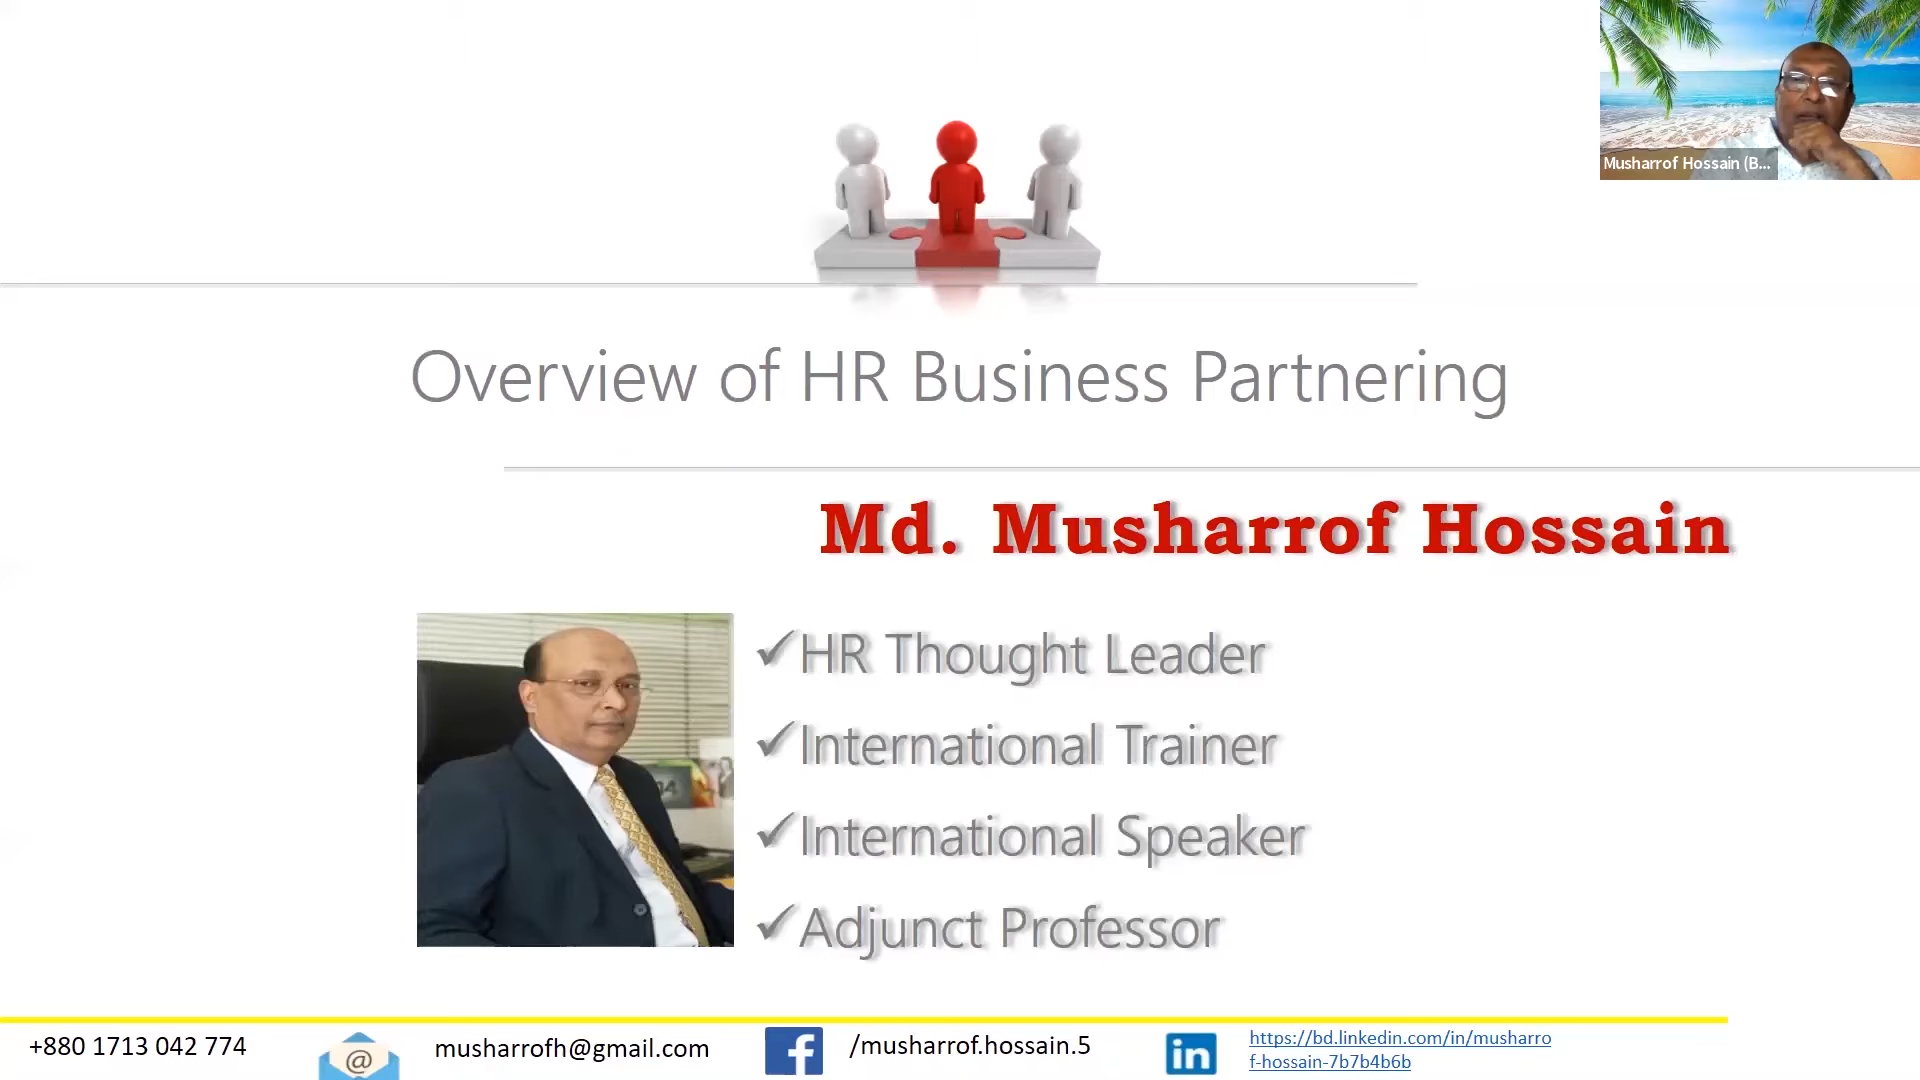 Musharrof Hossain (B...
Overview of HR Business Partnering
Md. Musharrof Hossain
✓HR Thought Leader
✓International Trainer
✓International Speaker
✓Adjunct Professor
+880 1713 042 774
@
musharrofh@gmail.com
f
/musharrof.hossain.5
in
https://bd.linkedin.com/in/musharro
f-hossain-7b7b4b6b